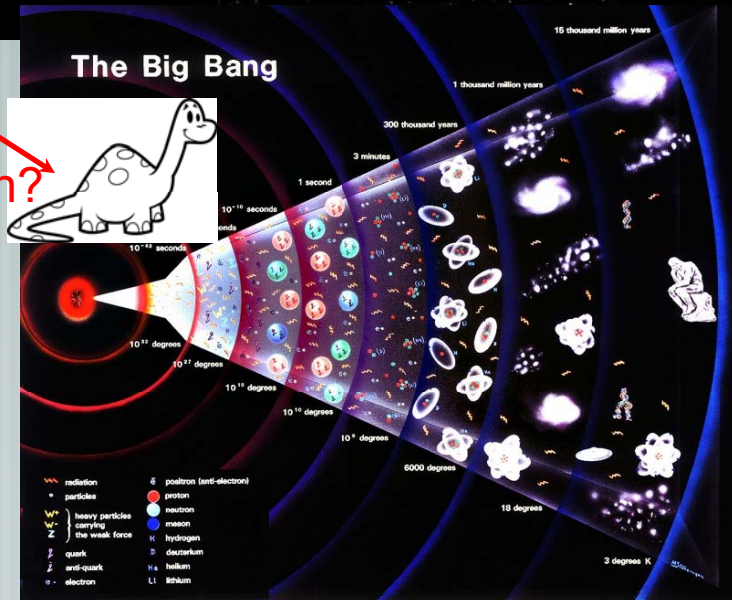 The Big Bang
15 thousand million years
1 thousand million years
300 thousand years
3 minutes
1 second
10⁻¹⁰ seconds
10⁻⁴³ seconds
10³² degrees
10²⁷ degrees
10¹⁵ degrees
10¹⁰ degrees
10⁹ degrees
6000 degrees
18 degrees
3 degrees K
radiation
particles
W⁺
W⁻
Z
heavy particles
carrying
the weak force
quark
anti-quark
e⁻ electron
positron (anti-electron)
proton
neutron
meson
H hydrogen
D deuterium
He helium
Li lithium